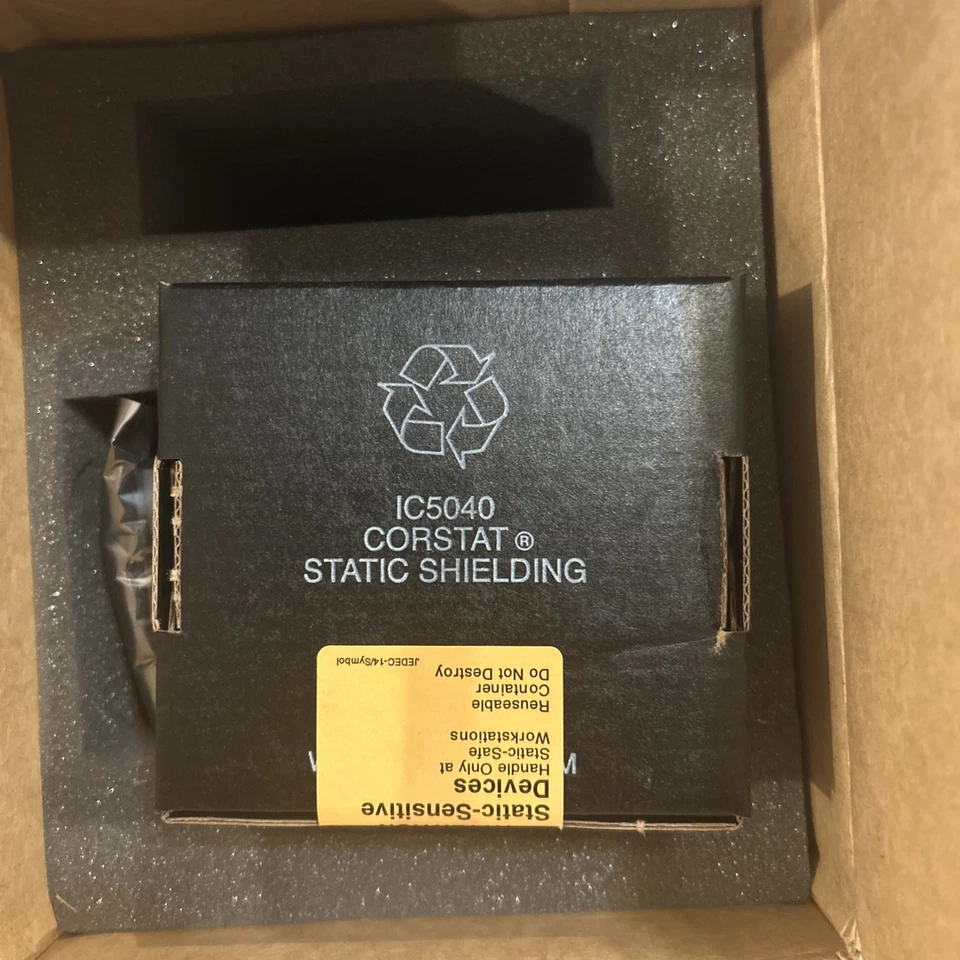 IC5040
CORSTAT ®
STATIC SHIELDING
Static-Sensitive
Devices
Handle Only at
Static-Safe
Workstations
Reuseable
Container
Do Not Destroy
JEDEC-14/Symbol